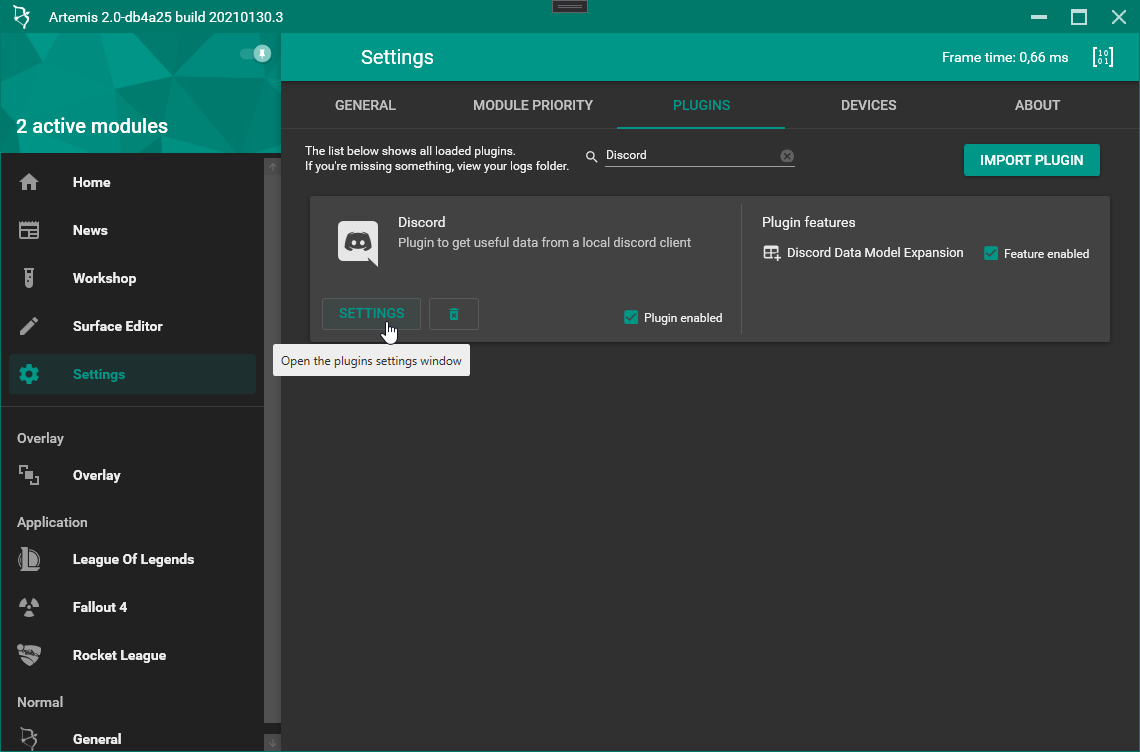 Artemis 2.0-db4a25 build 20210130.3
Settings
Frame time: 0,66 ms
10
01
2 active modules
GENERAL
MODULE PRIORITY
PLUGINS
DEVICES
ABOUT
Home
News
Workshop
Surface Editor
Settings
Overlay
Overlay
Application
League Of Legends
Fallout 4
Rocket League
Normal
General
The list below shows all loaded plugins.
If you're missing something, view your logs folder.
Discord
IMPORT PLUGIN
Discord
Plugin to get useful data from a local discord client
SETTINGS
Plugin enabled
Plugin features
Discord Data Model Expansion
Feature enabled
Open the plugins settings window